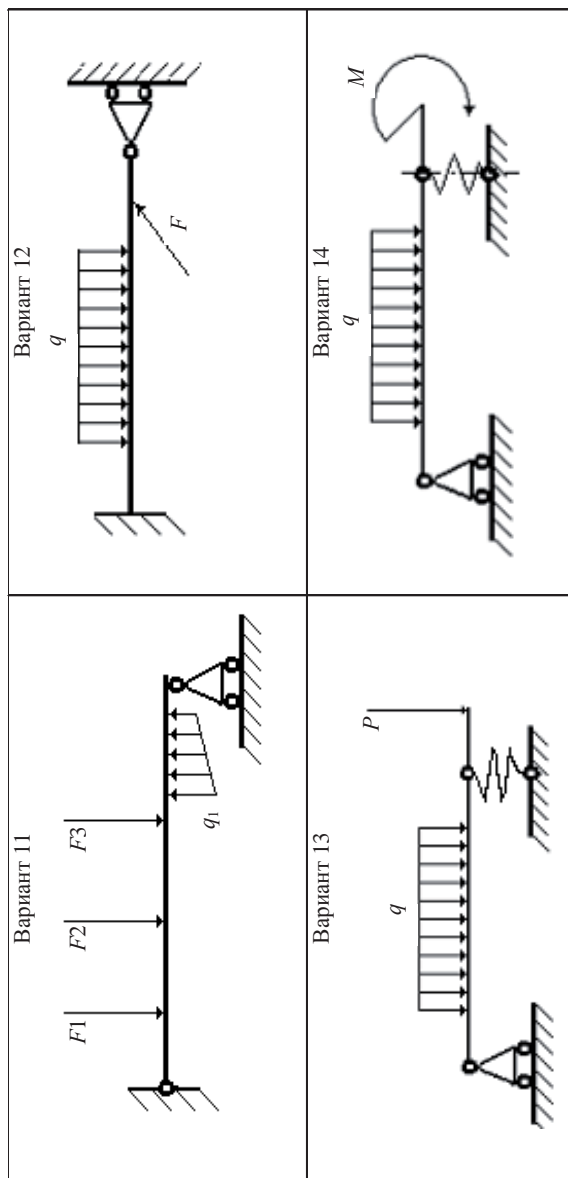 Вариант 11
F1
F2
F3
q1
Вариант 12
q
F
Вариант 13
q
P
Вариант 14
q
M